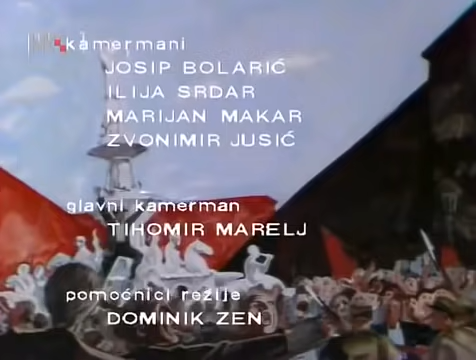 kamermani
JOSIP BOLARIĆ
ILIJA SRDAR
MARIJAN MAKAR
ZVONIMIR JUSIĆ
glavni kamerman
TIHOMIR MARELJ
pomoćnici režije
DOMINIK ZEN